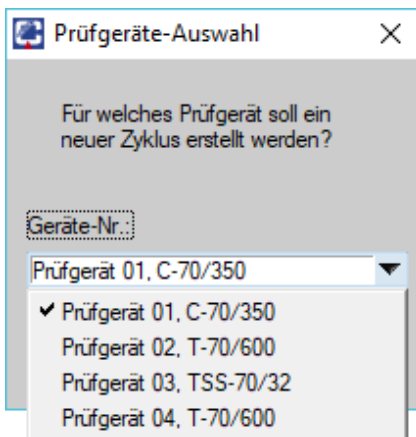 Prüfgeräte-Auswahl
Für welches Prüfgerät soll ein
neuer Zyklus erstellt werden?
Geräte-Nr.:
Prüfgerät 01, C-70/350
Prüfgerät 01, C-70/350
Prüfgerät 02, T-70/600
Prüfgerät 03, TSS-70/32
Prüfgerät 04, T-70/600